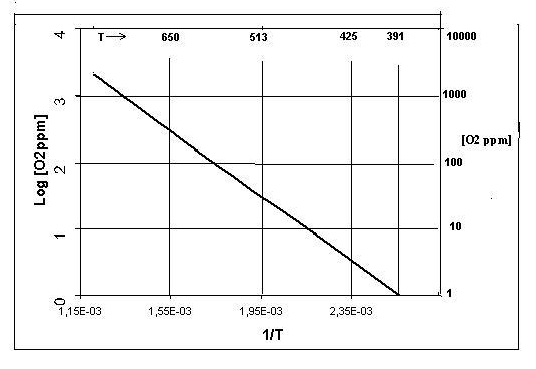 4 T → 650 513 425 391 10000
3 1000
Log [O2ppm] [O2 ppm]
2 100
1 10
0 1
1,15E-03 1,55E-03 1,95E-03 2,35E-03
1/T